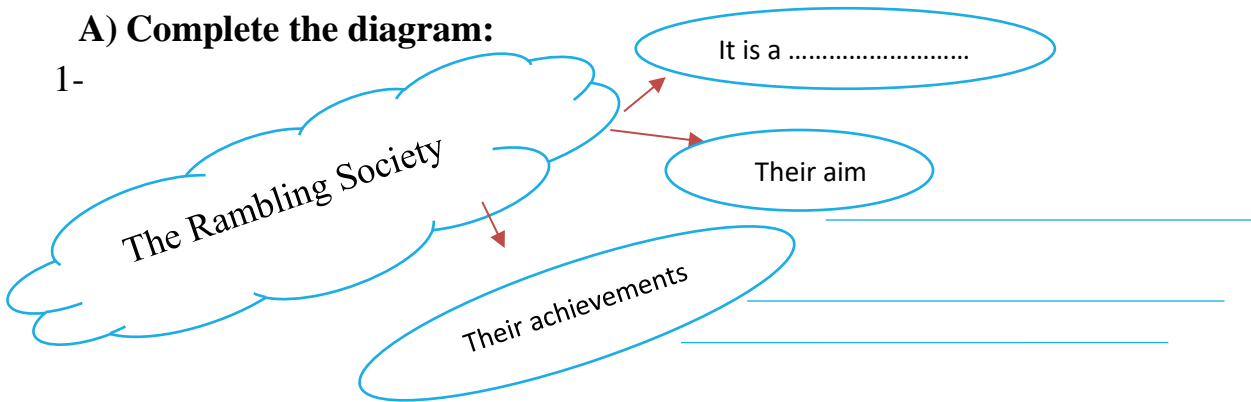 A) Complete the diagram:
1-
It is a ............................
The Rambling Society
Their aim
Their achievements